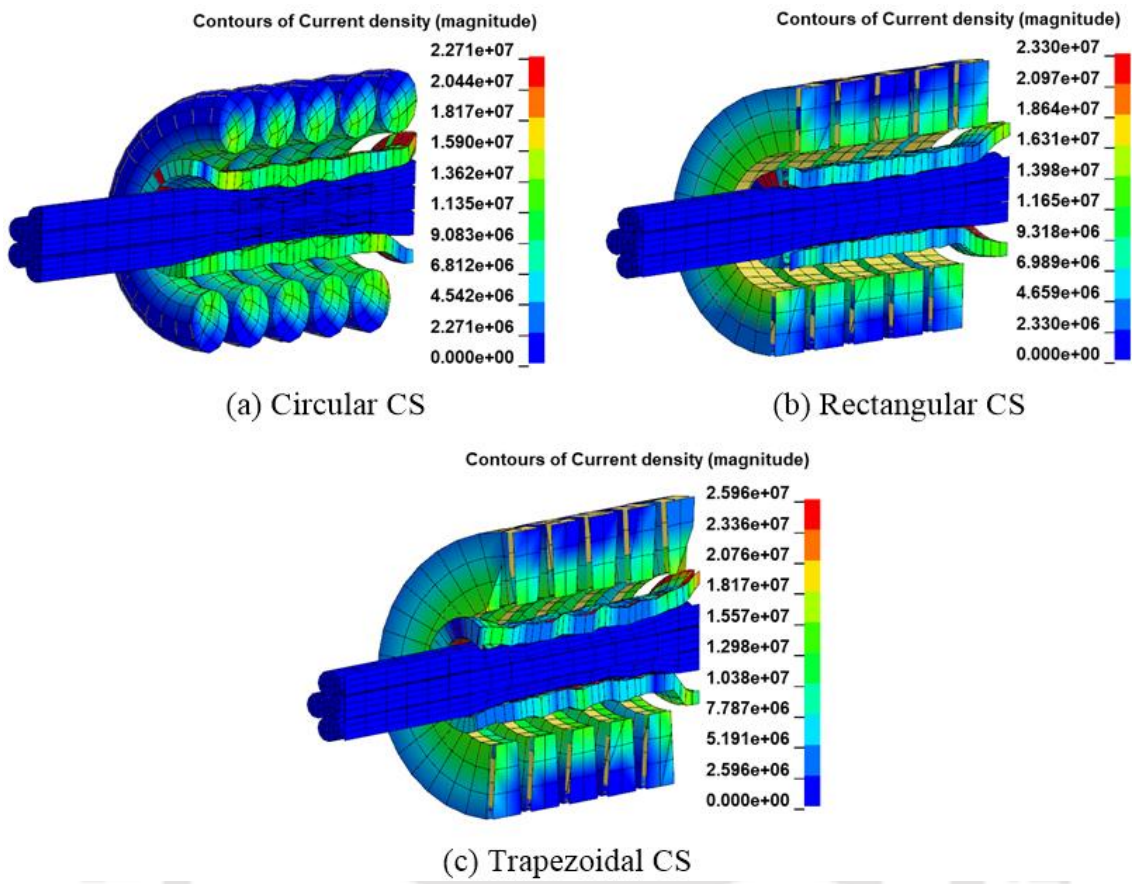 Contours of Current density (magnitude)
2.271e+07
2.044e+07
1.817e+07
1.590e+07
1.362e+07
1.135e+07
9.083e+06
6.812e+06
4.542e+06
2.271e+06
0.000e+00
(a) Circular CS
Contours of Current density (magnitude)
2.330e+07
2.097e+07
1.864e+07
1.631e+07
1.398e+07
1.165e+07
9.318e+06
6.989e+06
4.659e+06
2.330e+06
0.000e+00
(b) Rectangular CS
Contours of Current density (magnitude)
2.596e+07
2.336e+07
2.076e+07
1.817e+07
1.557e+07
1.298e+07
1.038e+07
7.787e+06
5.191e+06
2.596e+06
0.000e+00
(c) Trapezoidal CS